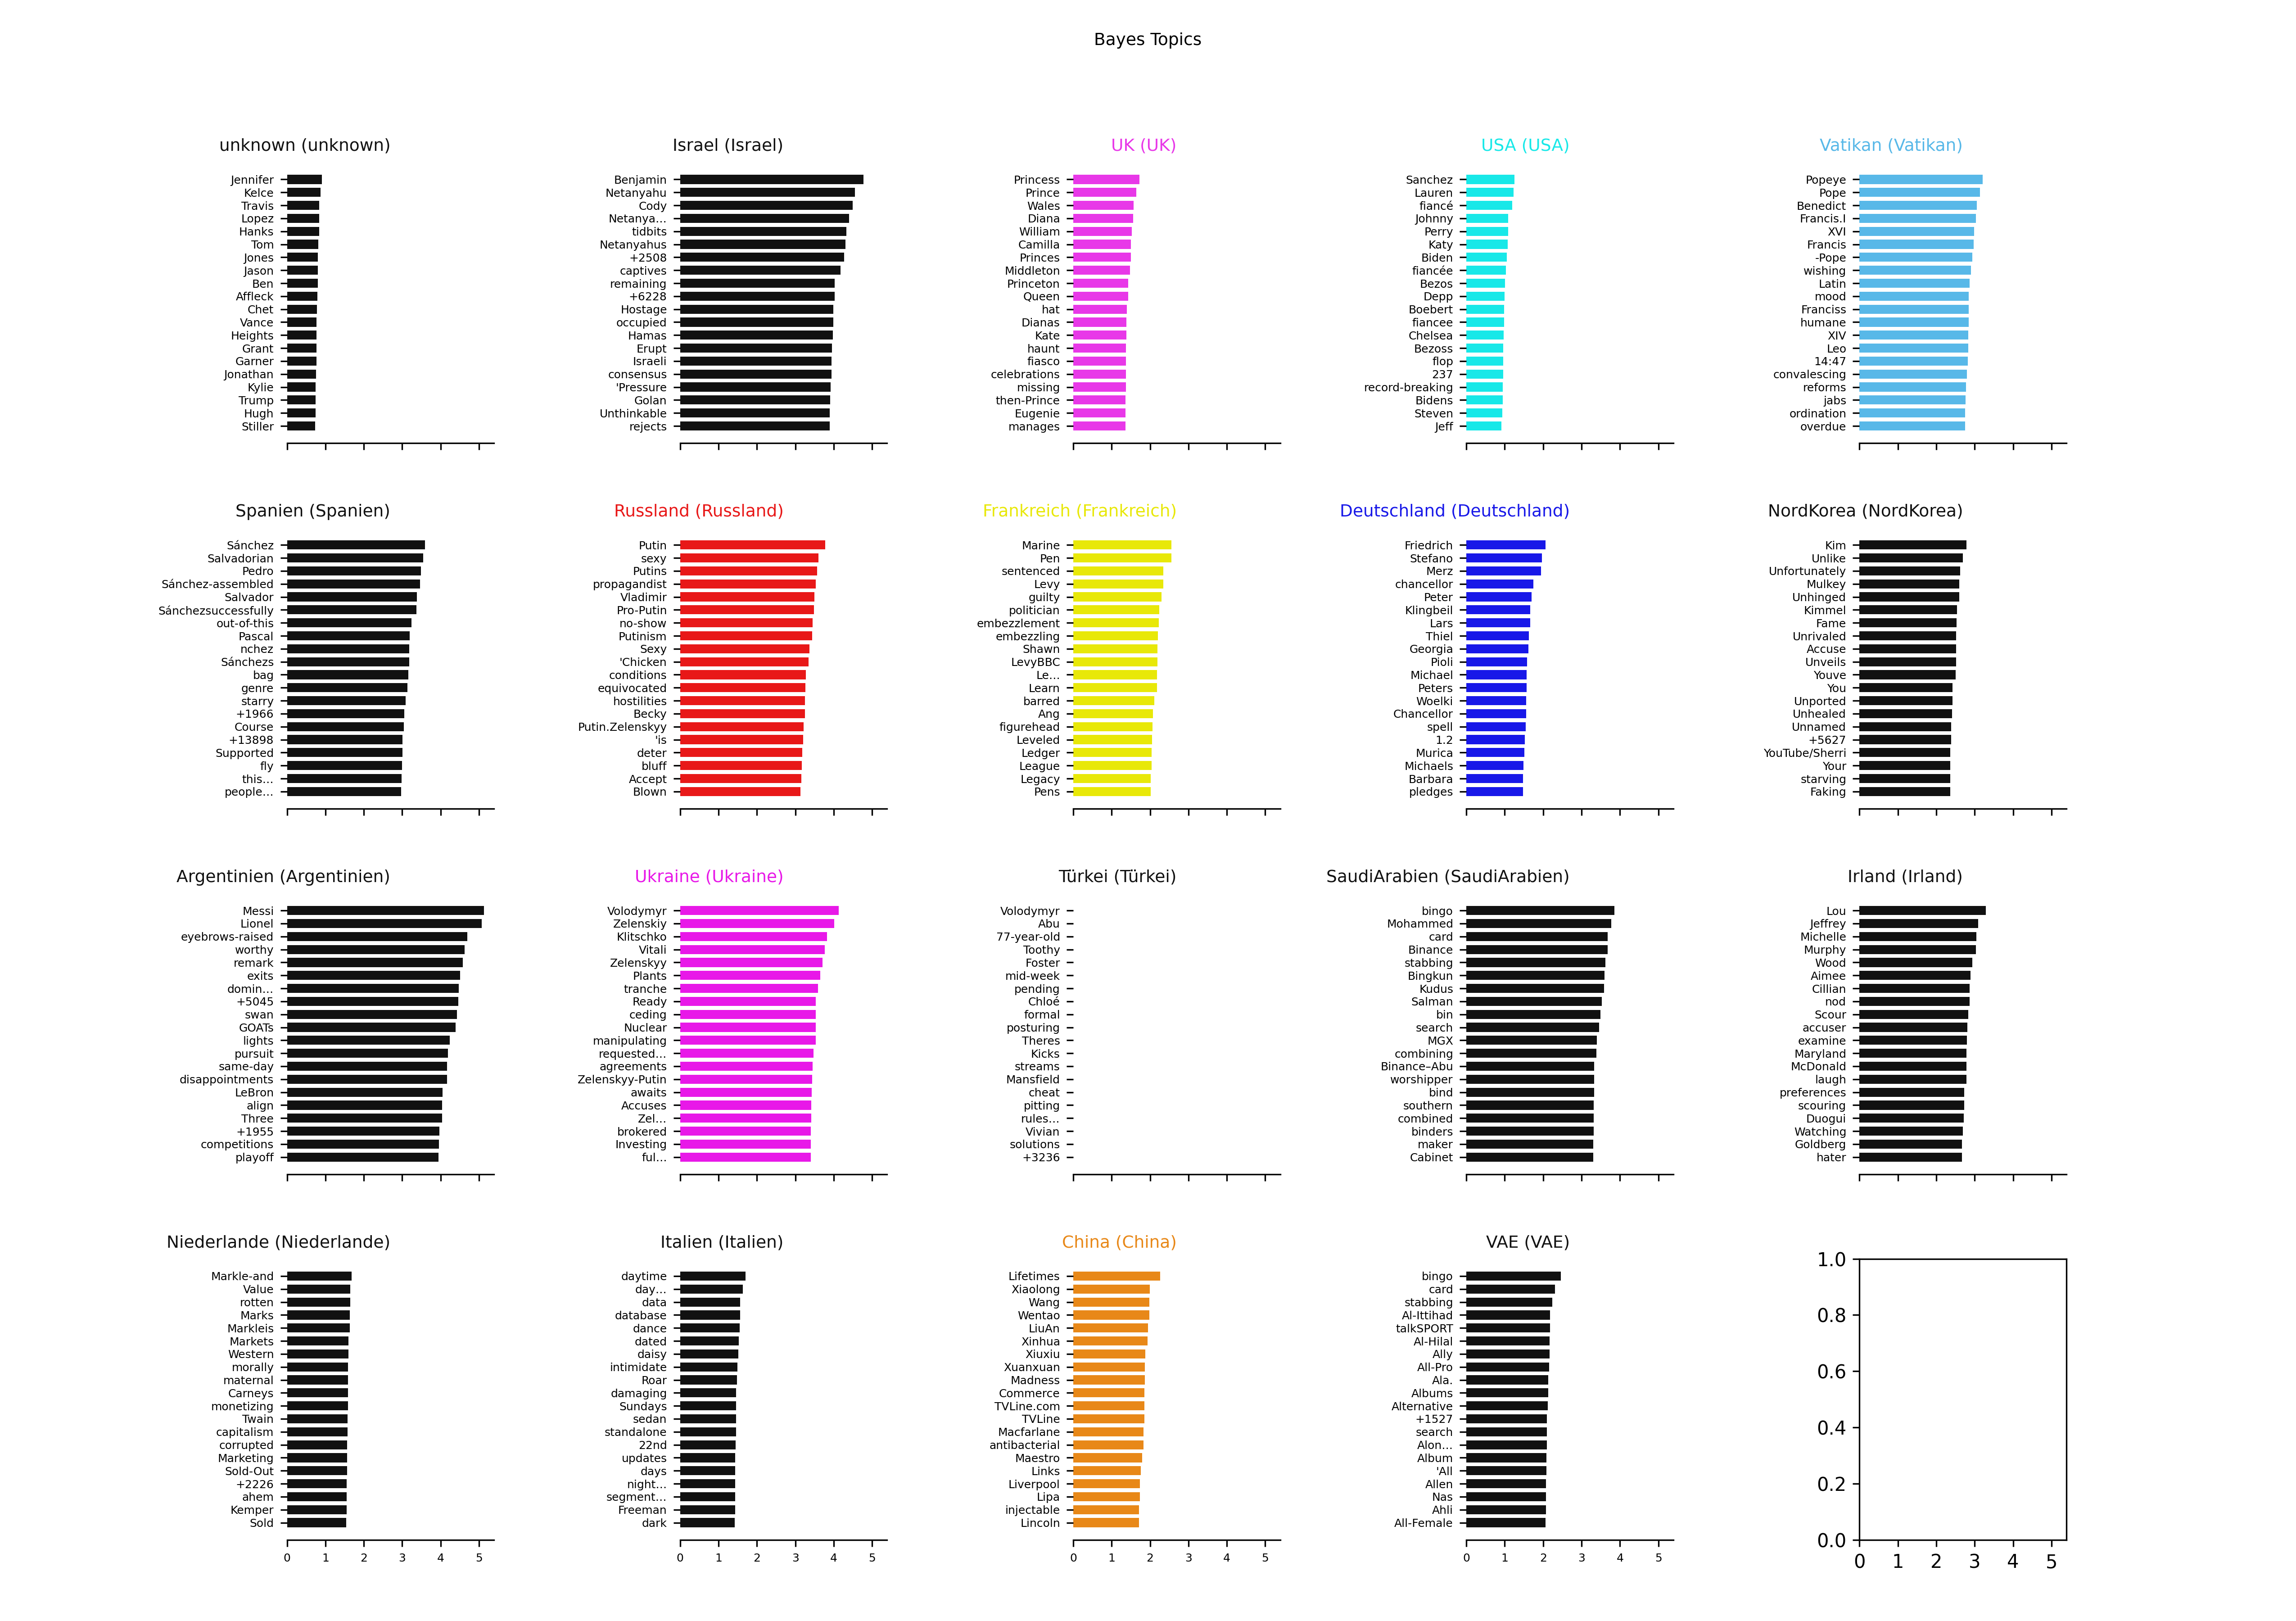 Bayes Topics
unknown (unknown)
Jennifer
Kelce
Travis
Lopez
Hanks
Tom
Jones
Jason
Ben
Affleck
Chet
Vance
Heights
Grant
Garner
Jonathan
Kylie
Trump
Hugh
Stiller
Israel (Israel)
Benjamin
Netanyahu
Cody
Netanya…
tidbits
Netanyahus
+2508
captives
remaining
+6228
Hostage
occupied
Hamas
Erupt
Israeli
consensus
'Pressure
Golan
Unthinkable
rejects
UK (UK)
Princess
Prince
Wales
Diana
William
Camilla
Princes
Middleton
Princeton
Queen
hat
Dianas
Kate
haunt
fiasco
celebrations
missing
then-Prince
Eugenie
manages
USA (USA)
Sanchez
Lauren
fiancé
Johnny
Perry
Katy
Biden
fiancée
Bezos
Depp
Boebert
fiancee
Chelsea
Bezoss
flop
237
record-breaking
Bidens
Steven
Jeff
Vatikan (Vatikan)
Popeye
Pope
Benedict
Francis.I
XVI
Francis
-Pope
wishing
Latin
mood
Franciss
humane
XIV
Leo
14:47
convalescing
reforms
jabs
ordination
overdue
Spanien (Spanien)
Sánchez
Salvadorian
Pedro
Sánchez-assembled
Salvador
Sánchezsuccessfully
out-of-this
Pascal
nchez
Sánchezs
bag
genre
starry
+1966
Course
+13898
Supported
fly
this…
people…
Russland (Russland)
Putin
sexy
Putins
propagandist
Vladimir
Pro-Putin
no-show
Putinism
Sexy
'Chicken
conditions
equivocated
hostilities
Becky
Putin.Zelenskyy
'is
deter
bluff
Accept
Blown
Frankreich (Frankreich)
Marine
Pen
sentenced
Levy
guilty
politician
embezzlement
embezzling
Shawn
LevyBBC
Le…
Learn
barred
Ang
figurehead
Leveled
Ledger
League
Legacy
Pens
Deutschland (Deutschland)
Friedrich
Stefano
Merz
chancellor
Peter
Klingbeil
Lars
Thiel
Georgia
Pioli
Michael
Peters
Woelki
Chancellor
spell
1.2
Murica
Michaels
Barbara
pledges
NordKorea (NordKorea)
Kim
Unlike
Unfortunately
Mulkey
Unhinged
Kimmel
Fame
Unrivaled
Accuse
Unveils
Youve
You
Unported
Unhealed
Unnamed
+5627
YouTube/Sherri
Your
starving
Faking
Argentinien (Argentinien)
Messi
Lionel
eyebrows-raised
worthy
remark
exits
domin…
+5045
swan
GOATs
lights
pursuit
same-day
disappointments
LeBron
align
Three
+1955
competitions
playoff
Ukraine (Ukraine)
Volodymyr
Zelenskiy
Klitschko
Vitali
Zelenskyy
Plants
tranche
Ready
ceding
Nuclear
manipulating
requested…
agreements
Zelenskyy-Putin
awaits
Accuses
Zel…
brokered
Investing
ful…
Türkei (Türkei)
Volodymyr
Abu
77-year-old
Toothy
Foster
mid-week
pending
Chloé
formal
posturing
Theres
Kicks
streams
Mansfield
cheat
pitting
rules…
Vivian
solutions
+3236
SaudiArabien (SaudiArabien)
bingo
Mohammed
card
Binance
stabbing
Bingkun
Kudus
Salman
bin
search
MGX
combining
Binance–Abu
worshipper
bind
southern
combined
binders
maker
Cabinet
Irland (Irland)
Lou
Jeffrey
Michelle
Murphy
Wood
Aimee
Cillian
nod
Scour
accuser
examine
Maryland
McDonald
laugh
preferences
scouring
Duogui
Watching
Goldberg
hater
Niederlande (Niederlande)
Markle-and
Value
rotten
Marks
Markleis
Markets
Western
morally
maternal
Carneys
monetizing
Twain
capitalism
corrupted
Marketing
Sold-Out
+2226
ahem
Kemper
Sold
0 1 2 3 4 5
Italien (Italien)
daytime
day…
data
database
dance
dated
daisy
intimidate
Roar
damaging
Sundays
sedan
standalone
22nd
updates
days
night…
segment…
Freeman
dark
0 1 2 3 4 5
China (China)
Lifetimes
Xiaolong
Wang
Wentao
LiuAn
Xinhua
Xiuxiu
Xuanxuan
Madness
Commerce
TVLine.com
TVLine
Macfarlane
antibacterial
Maestro
Links
Liverpool
Lipa
injectable
Lincoln
0 1 2 3 4 5
VAE (VAE)
bingo
card
stabbing
Al-Ittihad
talkSPORT
Al-Hilal
Ally
All-Pro
Ala.
Albums
Alternative
+1527
search
Alon…
Album
'All
Allen
Nas
Ahli
All-Female
0 1 2 3 4 5
1.0
0.8
0.6
0.4
0.2
0.0
0 1 2 3 4 5